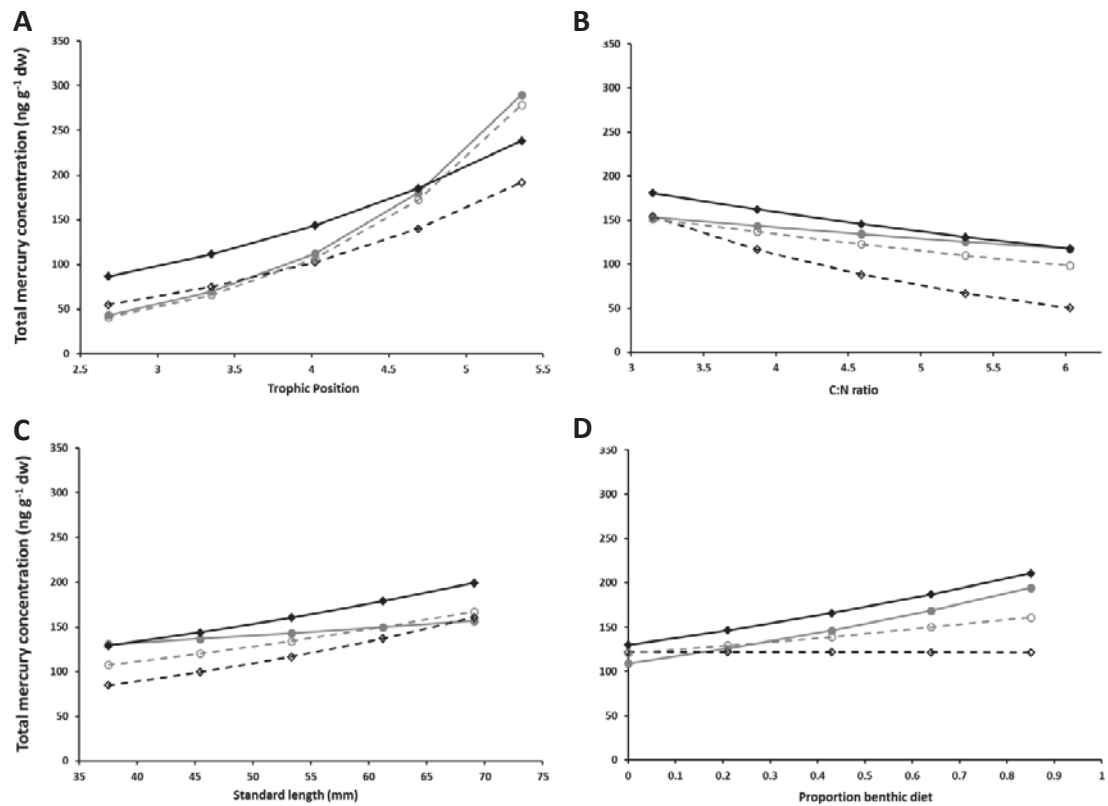 A
Total mercury concentration (ng g⁻¹ dw)
350
300
250
200
150
100
50
0
2.5 3 3.5 4 4.5 5 5.5
Trophic Position
B
350
300
250
200
150
100
50
0
3 3.5 4 4.5 5 5.5 6
C:N ratio
C
Total mercury concentration (ng g⁻¹ dw)
350
300
250
200
150
100
50
0
35 40 45 50 55 60 65 70 75
Standard length (mm)
D
350
300
250
200
150
100
50
0
0 0.1 0.2 0.3 0.4 0.5 0.6 0.7 0.8 0.9 1
Proportion benthic diet